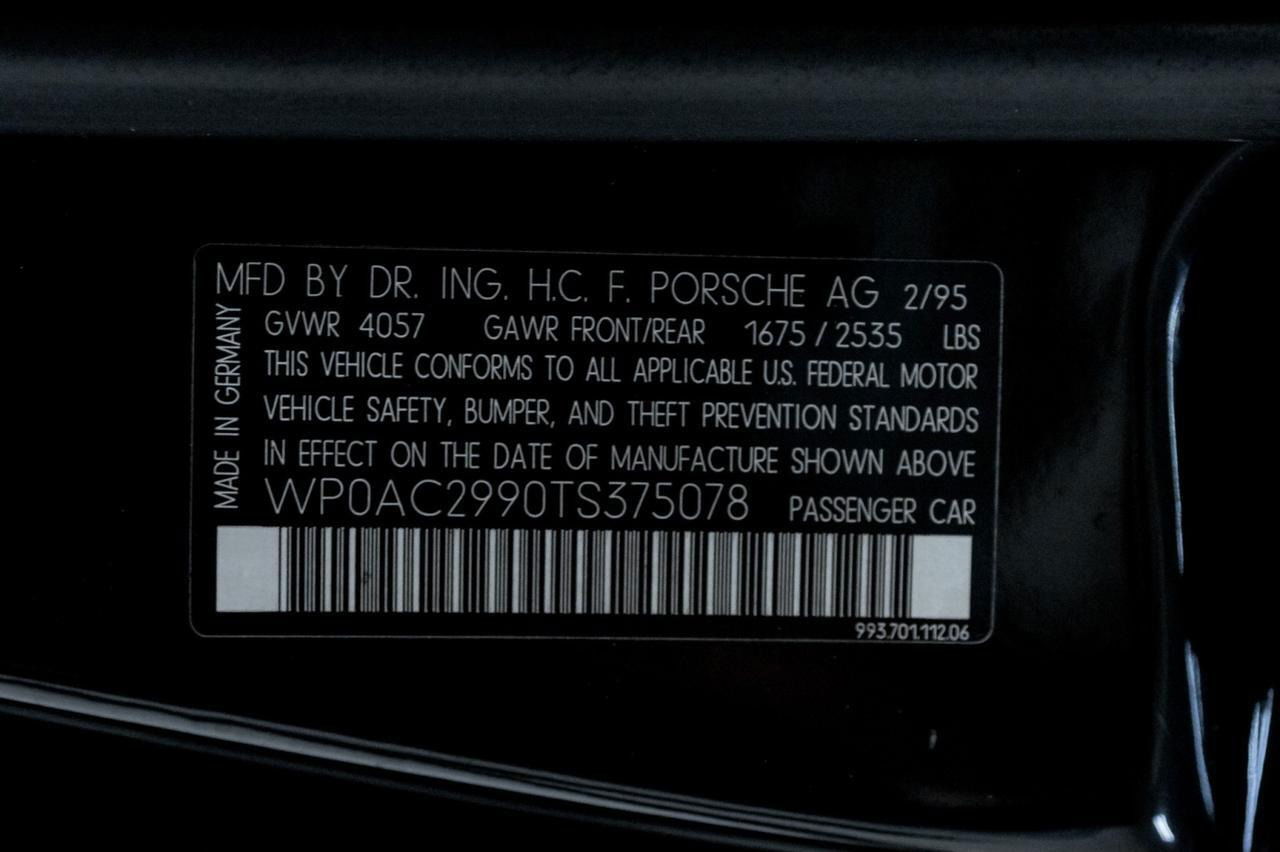 MFD BY DR. ING. H.C. F. PORSCHE AG 2/95
GVWR 4057 GAWR FRONT/REAR 1675 / 2535 LBS
THIS VEHICLE CONFORMS TO ALL APPLICABLE U.S. FEDERAL MOTOR
VEHICLE SAFETY, BUMPER, AND THEFT PREVENTION STANDARDS
IN EFFECT ON THE DATE OF MANUFACTURE SHOWN ABOVE
WP0AC2990TS375078 PASSENGER CAR
MADE IN GERMANY
993.701.112.06